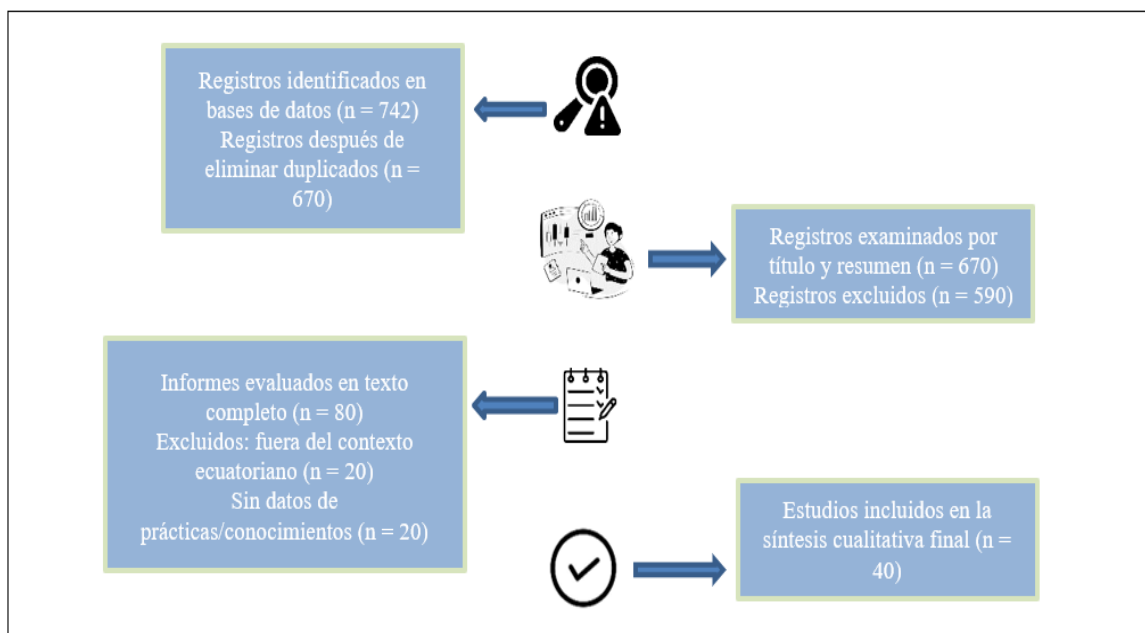 Registros identificados en
bases de datos (n = 742)
Registros después de
eliminar duplicados (n =
670)
Registros examinados por
título y resumen (n = 670)
Registros excluidos (n = 590)
Informes evaluados en texto
completo (n = 80)
Excluidos: fuera del contexto
ecuatoriano (n = 20)
Sin datos de
prácticas/conocimientos (n = 20)
Estudios incluidos en la
síntesis cualitativa final (n =
40)